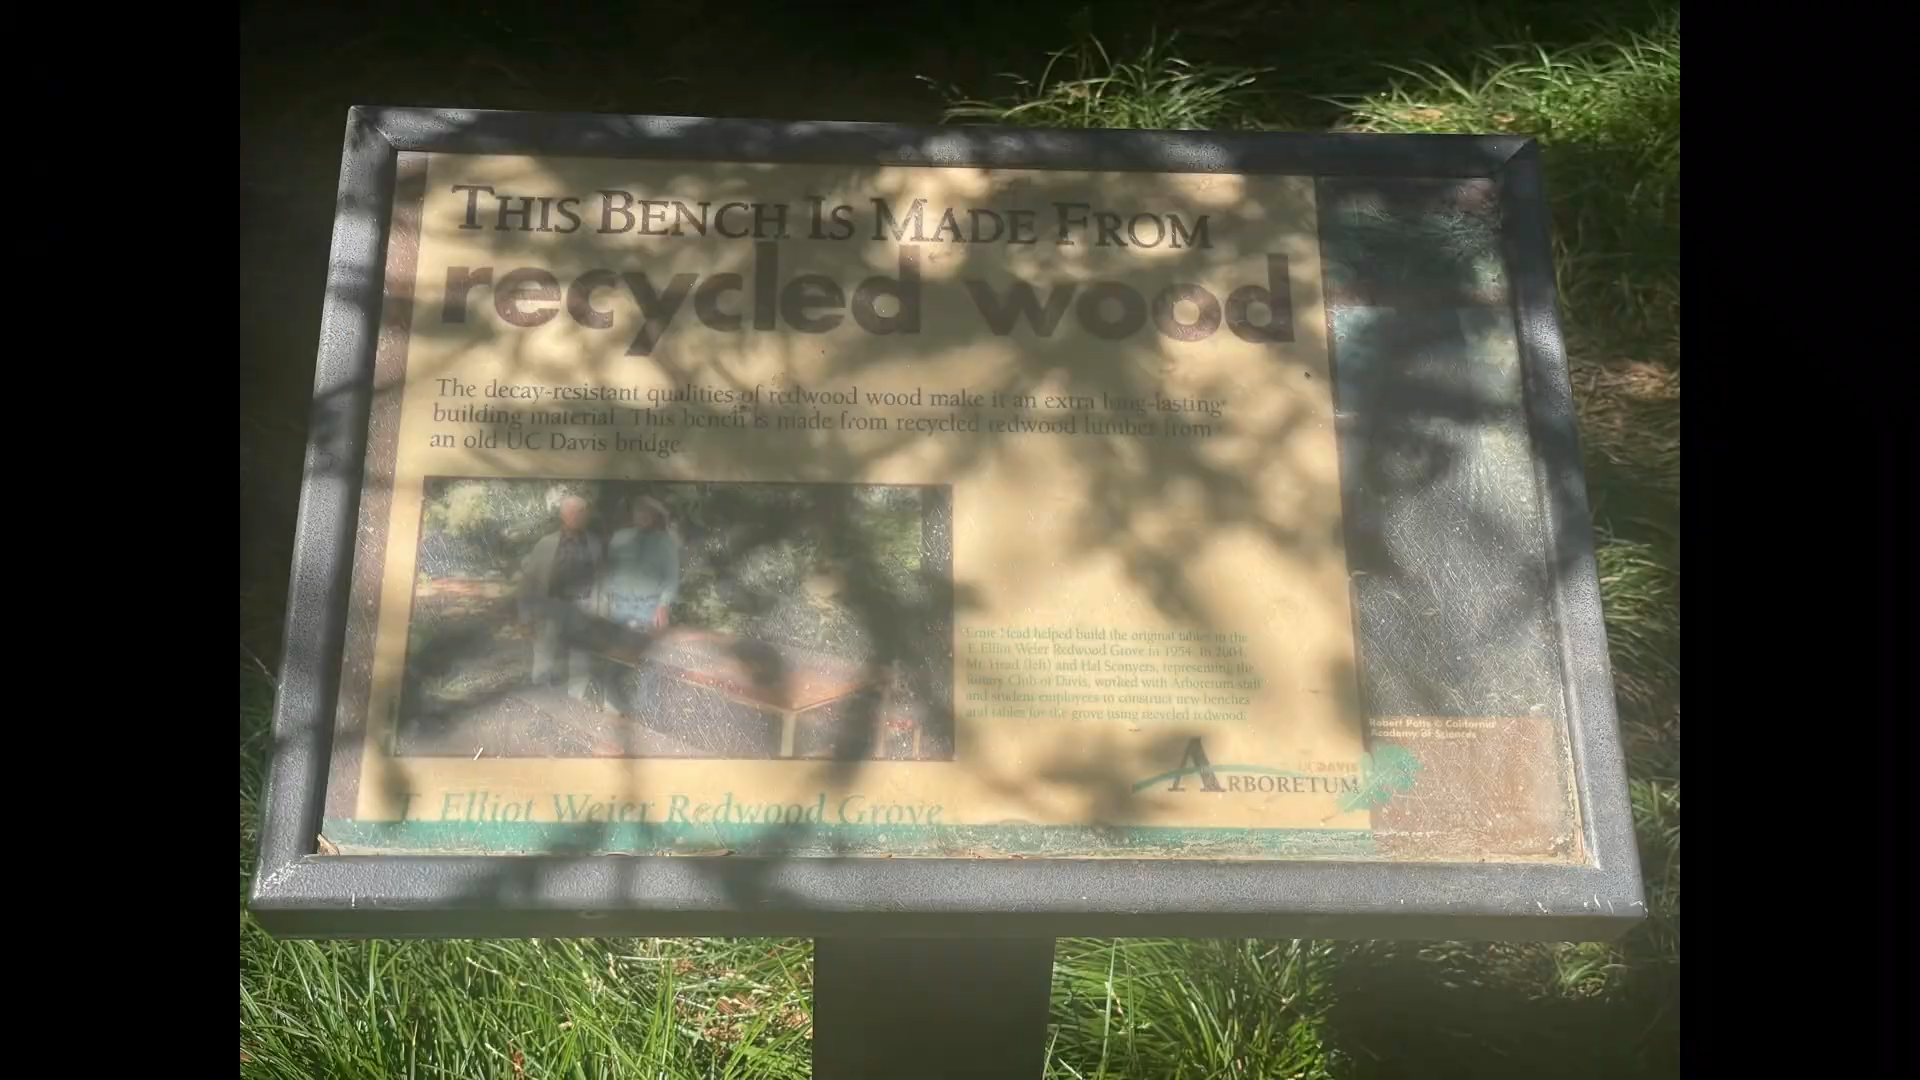 THIS BENCH IS MADE FROM
recycled wood
The decay-resistant qualities of redwood wood make it an extra long-lasting
building material. This bench is made from recycled redwood lumber from
an old UC Davis bridge.
Ernie Head helped build the original tables in the
T. Elliot Weier Redwood Grove in 1954. In 2004,
Mr. Head (left) and Hal Sconyers, representing the
Rotary Club of Davis, worked with Arboretum staff
and student employees to construct new benches
and tables for the grove using recycled redwood.
Robert Potts © California
Academy of Sciences
UC DAVIS
ARBORETUM
T. Elliot Weier Redwood Grove